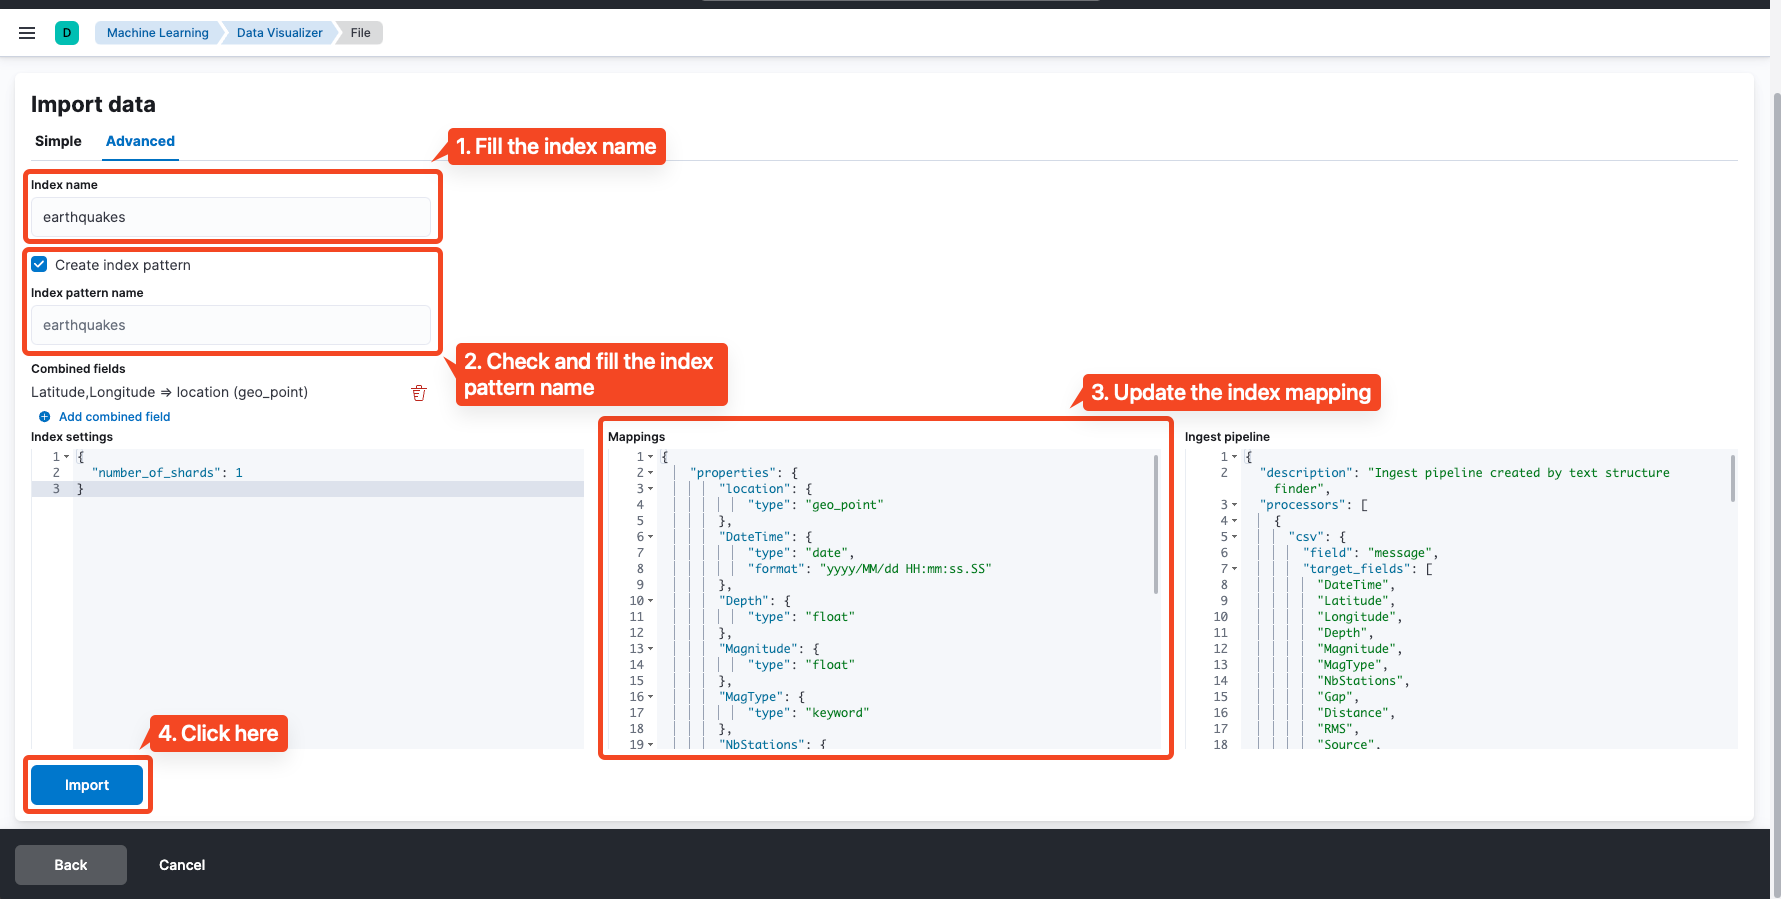 D Machine Learning Data Visualizer File
Import data
Simple Advanced
1. Fill the index name
Index name
earthquakes
Create index pattern
Index pattern name
earthquakes
2. Check and fill the index
pattern name
Combined fields
Latitude,Longitude => location (geo_point)
Add combined field
3. Update the index mapping
Index settings
1 {
2 "number_of_shards": 1
3 }
Mappings
1 {
2 "properties": {
3 "location": {
4 "type": "geo_point"
5 },
6 "DateTime": {
7 "type": "date",
8 "format": "yyyy/MM/dd HH:mm:ss.SS"
9 },
10 "Depth": {
11 "type": "float"
12 },
13 "Magnitude": {
14 "type": "float"
15 },
16 "MagType": {
17 "type": "keyword"
18 },
19 "NbStations": {
Ingest pipeline
1 {
2 "description": "Ingest pipeline created by text structure
finder",
3 "processors": [
4 {
5 "csv": {
6 "field": "message",
7 "target_fields": [
8 "DateTime",
9 "Latitude",
10 "Longitude",
11 "Depth",
12 "Magnitude",
13 "MagType",
14 "NbStations",
15 "Gap",
16 "Distance",
17 "RMS",
18 "Source",
4. Click here
Import
Back Cancel